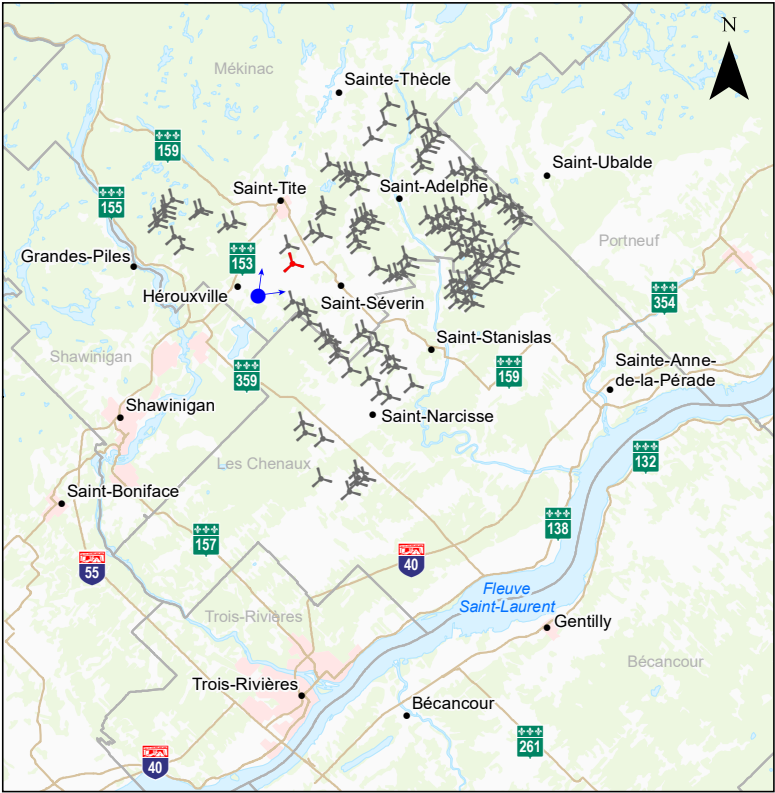 N
Mékinac
Sainte-Thècle
159
Saint-Ubalde
Saint-Tite
Saint-Adelphe
155
Portneuf
Grandes-Piles
153
Hérouxville
Saint-Séverin
354
Saint-Stanislas
Shawinigan
Sainte-Anne-
de-la-Pérade
359
159
Shawinigan
Saint-Narcisse
Les Chenaux
132
Saint-Boniface
138
157
40
55
Fleuve
Saint-Laurent
Trois-Rivières
Gentilly
Bécancour
Trois-Rivières
Bécancour
261
40